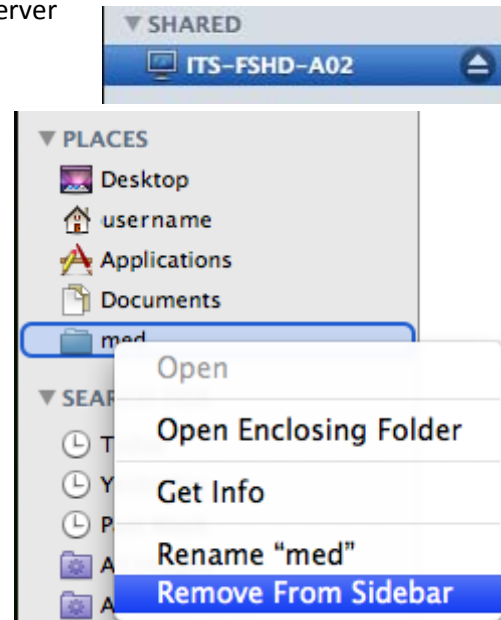 erver
SHARED
ITS-FSHD-A02
PLACES
Desktop
username
Applications
Documents
med
Open
SEAR
Open Enclosing Folder
T
Y
Get Info
P
Rename “med”
A
Remove From Sidebar
A